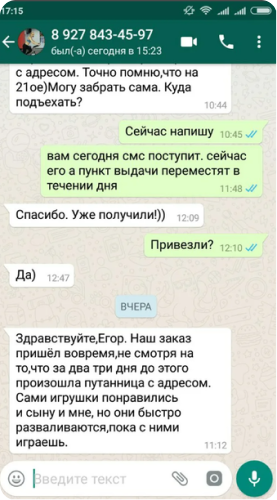 17:15
8 927 843-45-97
был(-а) сегодня в 15:23
с адресом. Точно помню,что на
21ое)Могу забрать сама. Куда
подъехать?
10:44
Сейчас напишу 10:45
вам сегодня смс поступит. сейчас
его а пункт выдачи переместят в
течении дня
11:48
Спасибо. Уже получили!)) 12:09
Привезли? 12:10
Да) 12:47
ВЧЕРА
Здравствуйте,Егор. Наш заказ
пришёл вовремя,не смотря на
то,что за два три дня до этого
произошла путанница с адресом.
Сами игрушки понравились
и сыну и мне, но они быстро
разваливаются,пока с ними
играешь.
11:12
Введите текст